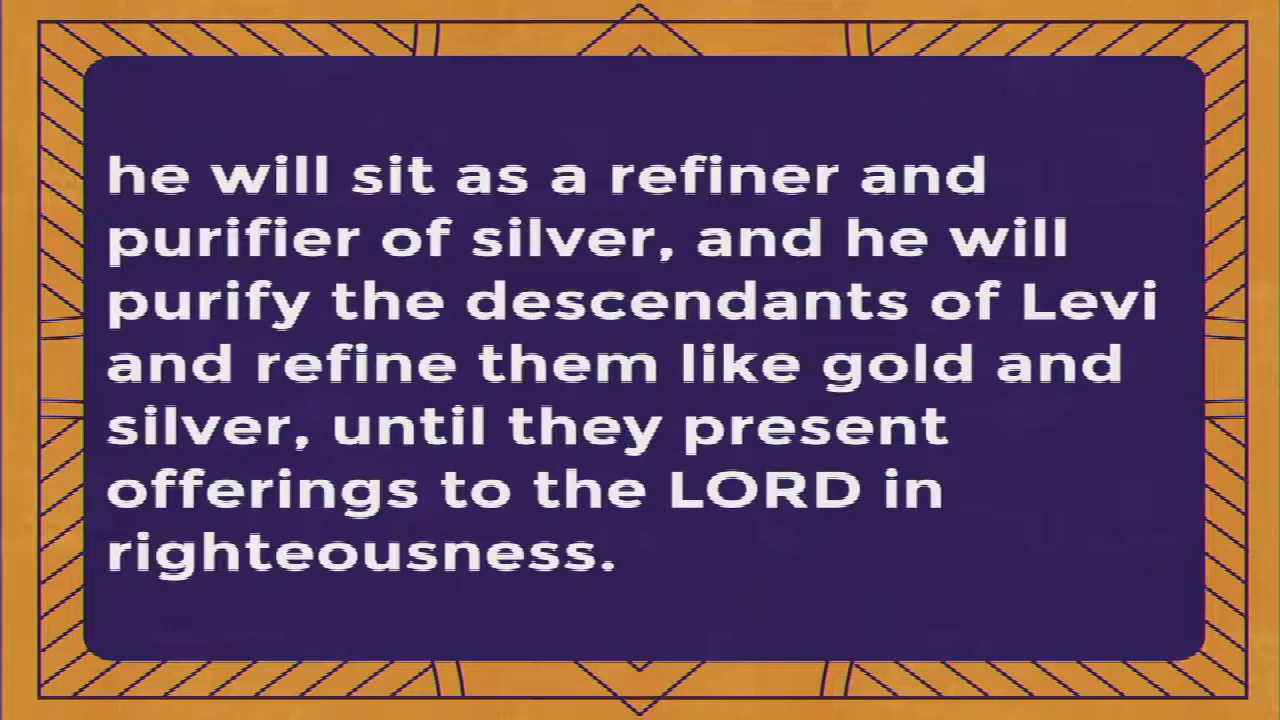 he will sit as a refiner and
purifier of silver, and he will
purify the descendants of Levi
and refine them like gold and
silver, until they present
offerings to the LORD in
righteousness.